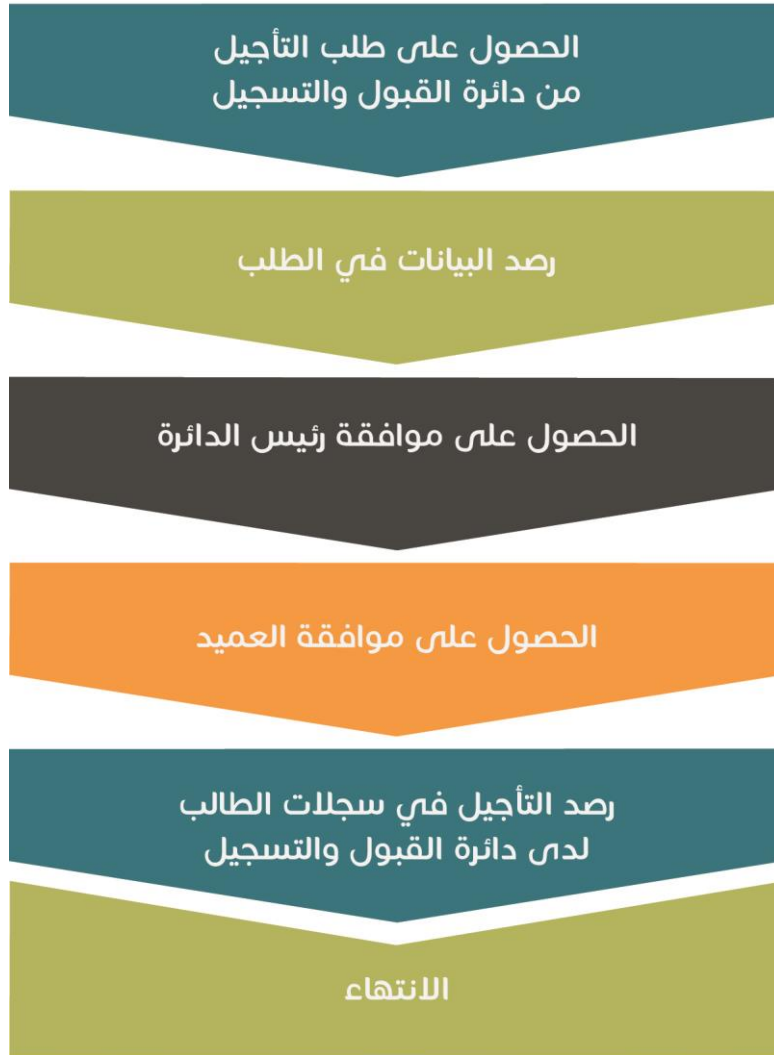 الحصول على طلب التأجيل
من دائرة القبول والتسجيل
رصد البيانات في الطلب
الحصول على موافقة رئيس الدائرة
الحصول على موافقة العميد
رصد التأجيل في سجلات الطالب
لدى دائرة القبول والتسجيل
الانتهاء